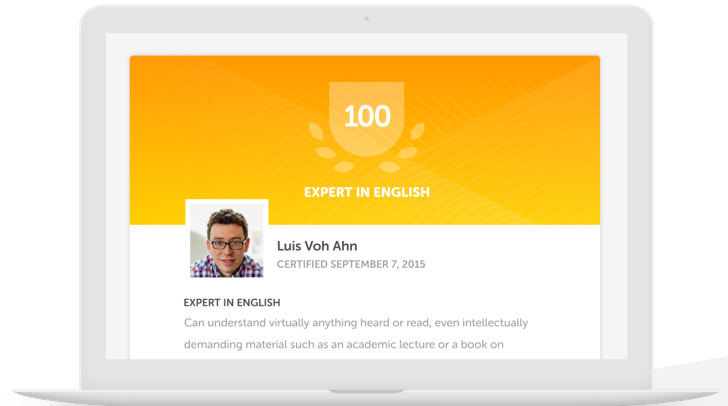 100
EXPERT IN ENGLISH
Luis Voh Ahn
CERTIFIED SEPTEMBER 7, 2015
EXPERT IN ENGLISH
Can understand virtually anything heard or read, even intellectually
demanding material such as an academic lecture or a book on